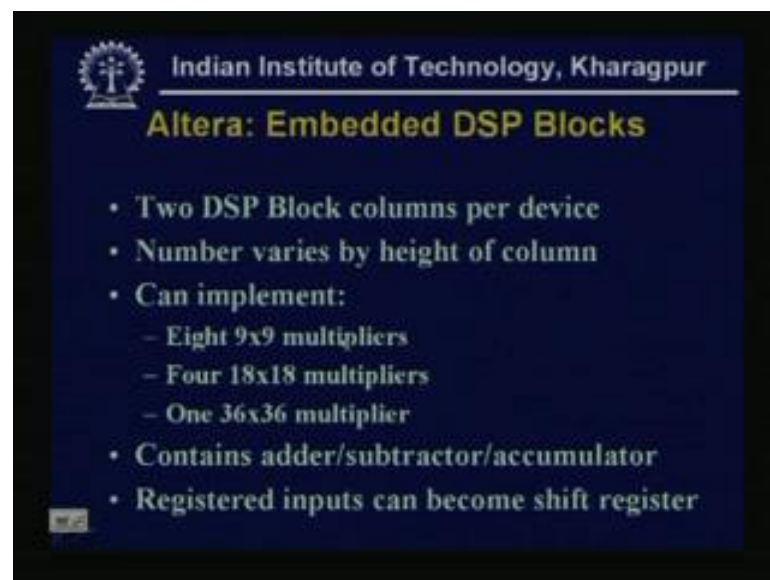 Indian Institute of Technology, Kharagpur
Altera: Embedded DSP Blocks
• Two DSP Block columns per device
• Number varies by height of column
• Can implement:
– Eight 9x9 multipliers
– Four 18x18 multipliers
– One 36x36 multiplier
• Contains adder/subtractor/accumulator
• Registered inputs can become shift register